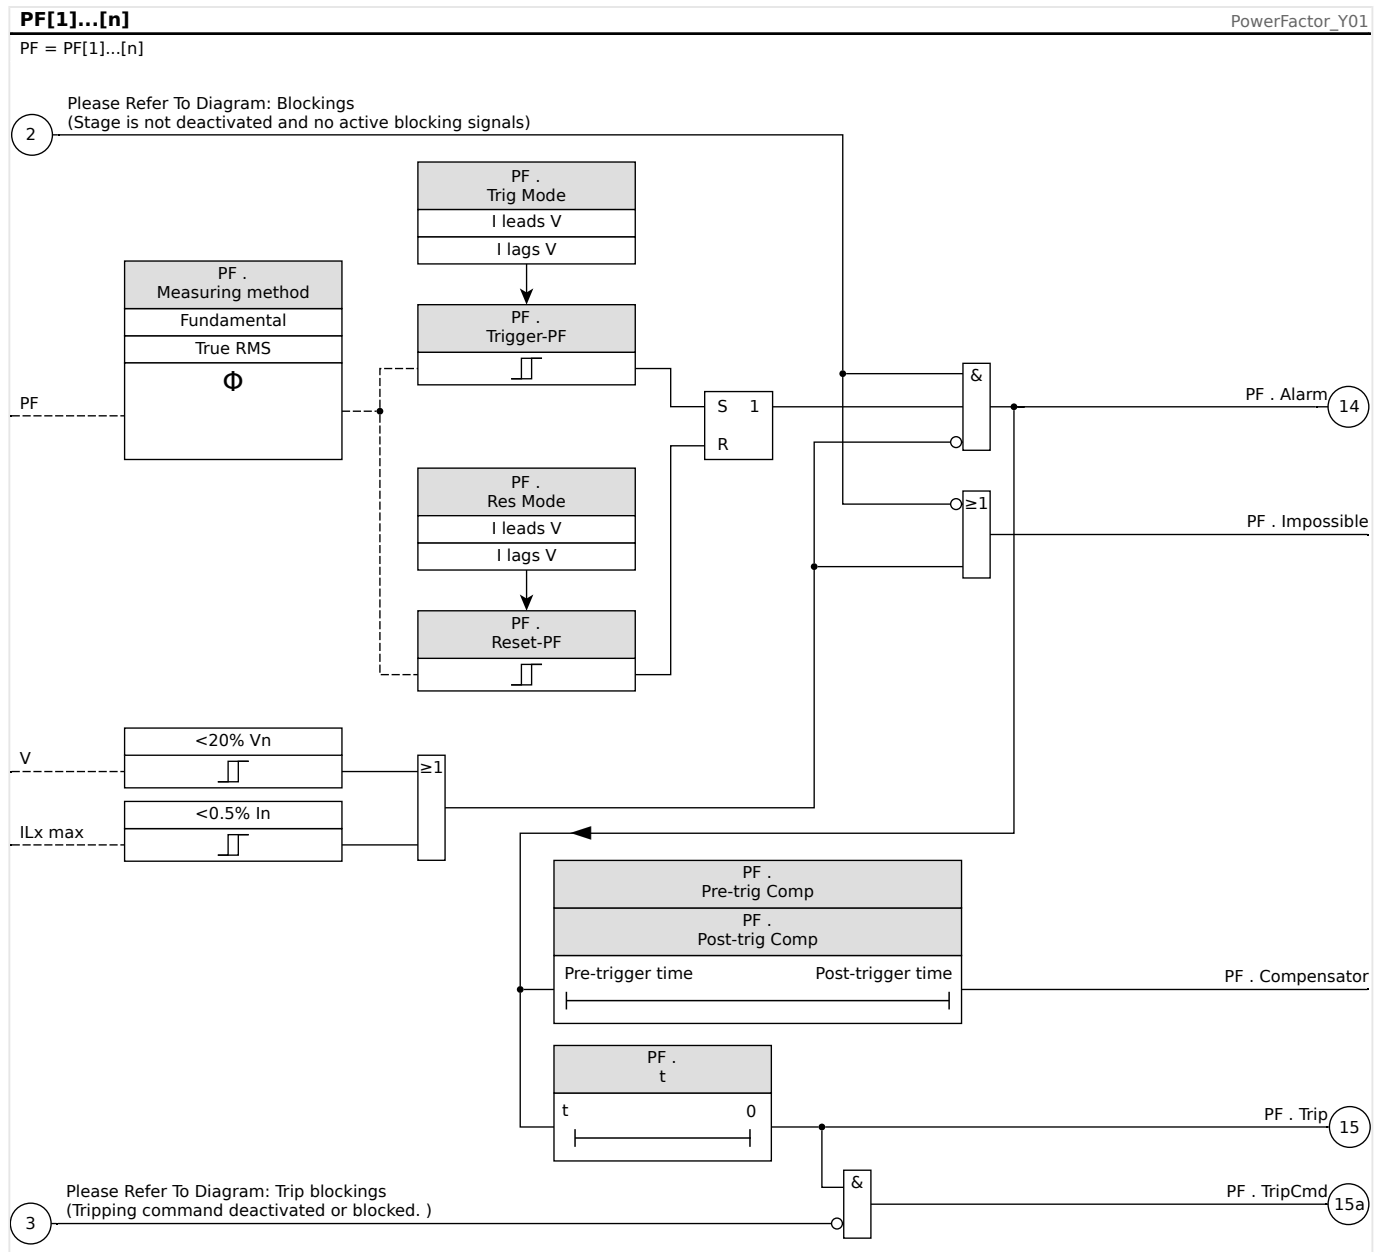 PF[1]...[n]
PowerFactor_Y01
PF = PF[1]...[n]
Please Refer To Diagram: Blockings
2
(Stage is not deactivated and no active blocking signals)
PF .
Trig Mode
I leads V
I lags V
PF .
Measuring method
Fundamental
True RMS
Φ
PF
PF .
Trigger-PF
S 1
R
&
PF . Alarm
14
PF .
Res Mode
I leads V
I lags V
≥1
PF . Impossible
PF .
Reset-PF
<20% Vn
V
≥1
<0.5% In
ILx max
PF .
Pre-trig Comp
PF .
Post-trig Comp
Pre-trigger time Post-trigger time
PF . Compensator
PF .
t
t 0
PF . Trip
15
&
PF . TripCmd
15a
Please Refer To Diagram: Trip blockings
(Tripping command deactivated or blocked. )
3